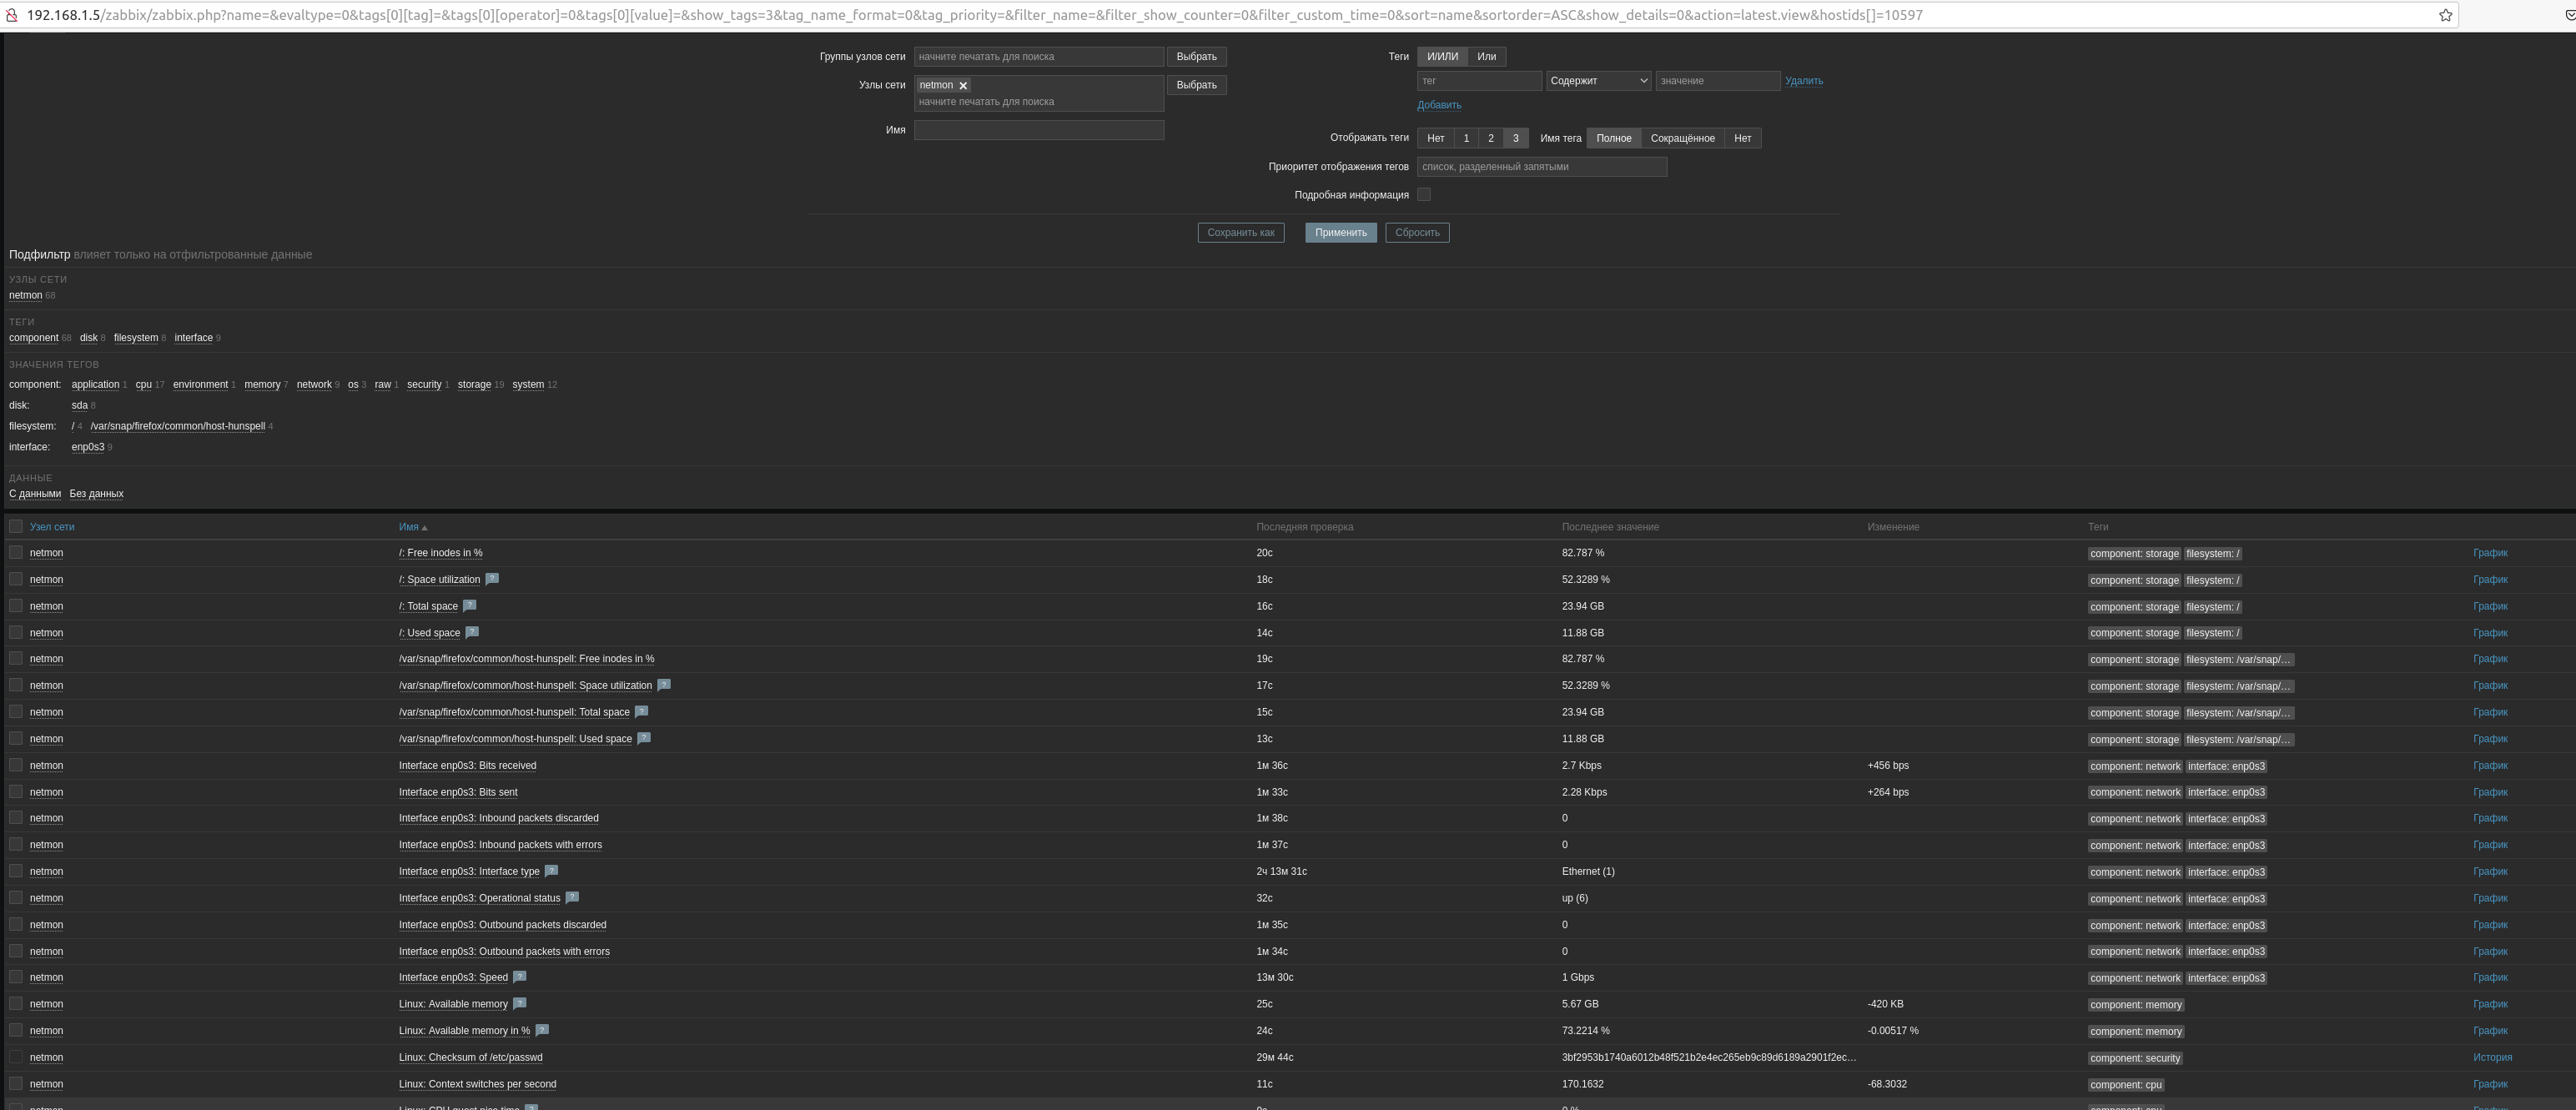 192.168.1.5/zabbix/zabbix.php?name=&evaltype=0&tags[0][tag]=&tags[0][operator]=0&tags[0][value]=&show_tags=3&tag_name_format=0&tag_priority=&filter_name=&filter_show_counter=0&filter_custom_time=0&sort=name&sortorder=ASC&show_details=0&action=latest.view&hostids[]=10597
Группы узлов сети начните печатать для поиска Выбрать Теги И/ИЛИ Или
тег Содержит значение Удалить
Узлы сети netmon Выбрать
начните печатать для поиска Добавить
Имя
Отображать теги Нет 1 2 3 Имя тега Полное Сокращённое Нет
Приоритет отображения тегов список, разделенный запятыми
Подробная информация
Сохранить как Применить Сбросить
Подфильтр влияет только на отфильтрованные данные
УЗЛЫ СЕТИ
netmon 68
ТЕГИ
component 68 disk 8 filesystem 8 interface 9
ЗНАЧЕНИЯ ТЕГОВ
component: application 1 cpu 17 environment 1 memory 7 network 9 os 3 raw 1 security 1 storage 19 system 12
disk: sda 8
filesystem: / 4 /var/snap/firefox/common/host-hunspell 4
interface: enp0s3 9
ДАННЫЕ
С данными Без данных
Узел сети Имя Последняя проверка Последнее значение Изменение Теги
netmon /: Free inodes in % 20с 82.787 % component: storage filesystem: / График
netmon /: Space utilization ? 18с 52.3289 % component: storage filesystem: / График
netmon /: Total space ? 16с 23.94 GB component: storage filesystem: / График
netmon /: Used space ? 14с 11.88 GB component: storage filesystem: / График
netmon /var/snap/firefox/common/host-hunspell: Free inodes in % 19с 82.787 % component: storage filesystem: /var/snap/… График
netmon /var/snap/firefox/common/host-hunspell: Space utilization ? 17с 52.3289 % component: storage filesystem: /var/snap/… График
netmon /var/snap/firefox/common/host-hunspell: Total space ? 15с 23.94 GB component: storage filesystem: /var/snap/… График
netmon /var/snap/firefox/common/host-hunspell: Used space ? 13с 11.88 GB component: storage filesystem: /var/snap/… График
netmon Interface enp0s3: Bits received 1м 36с 2.7 Kbps +456 bps component: network interface: enp0s3 График
netmon Interface enp0s3: Bits sent 1м 33с 2.28 Kbps +264 bps component: network interface: enp0s3 График
netmon Interface enp0s3: Inbound packets discarded 1м 38с 0 component: network interface: enp0s3 График
netmon Interface enp0s3: Inbound packets with errors 1м 37с 0 component: network interface: enp0s3 График
netmon Interface enp0s3: Interface type ? 2ч 13м 31с Ethernet (1) component: network interface: enp0s3 График
netmon Interface enp0s3: Operational status ? 32с up (6) component: network interface: enp0s3 График
netmon Interface enp0s3: Outbound packets discarded 1м 35с 0 component: network interface: enp0s3 График
netmon Interface enp0s3: Outbound packets with errors 1м 34с 0 component: network interface: enp0s3 График
netmon Interface enp0s3: Speed ? 13м 30с 1 Gbps component: network interface: enp0s3 График
netmon Linux: Available memory ? 25с 5.67 GB -420 KB component: memory График
netmon Linux: Available memory in % ? 24с 73.2214 % -0.00517 % component: memory График
netmon Linux: Checksum of /etc/passwd 29м 44с 3bf2953b1740a6012b48f521b2e4ec265eb9c89d6189a2901f2ec… component: security История
netmon Linux: Context switches per second 11с 170.1632 -68.3032 component: cpu График
netmon Linux: CPU guest nice time ? 9с 0 % component: cpu График